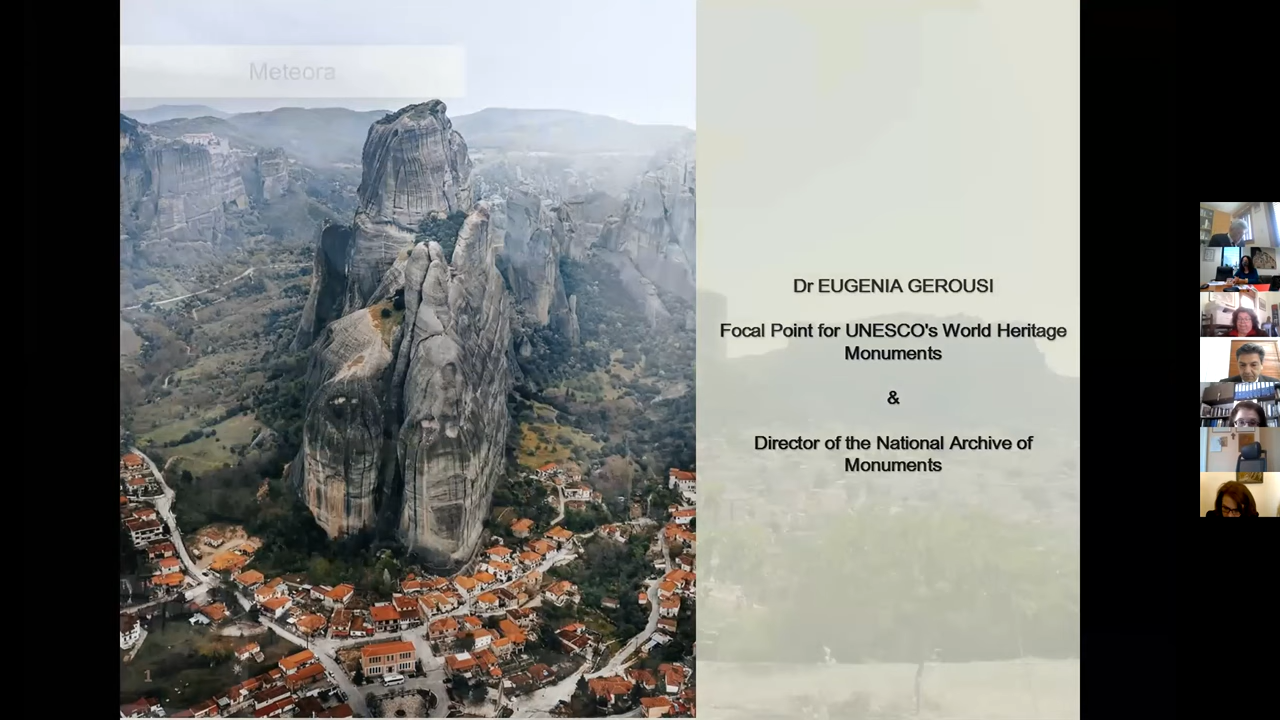 Meteora
Dr EUGENIA GEROUSI
Focal Point for UNESCO's World Heritage
Monuments
&
Director of the National Archive of
Monuments